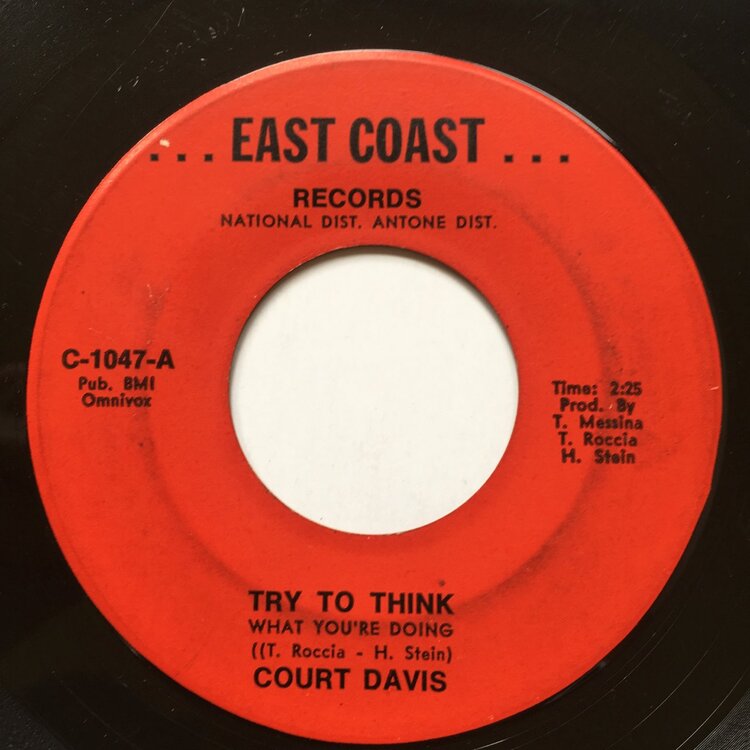 ...EAST COAST...
RECORDS
NATIONAL DIST. ANTONE DIST.
C-1047-A
Pub. BMI
Omnivox
Time: 2:25
Prod. By
T. Messina
T. Roccia
H. Stein
TRY TO THINK
WHAT YOU'RE DOING
((T. Roccia - H. Stein)
COURT DAVIS